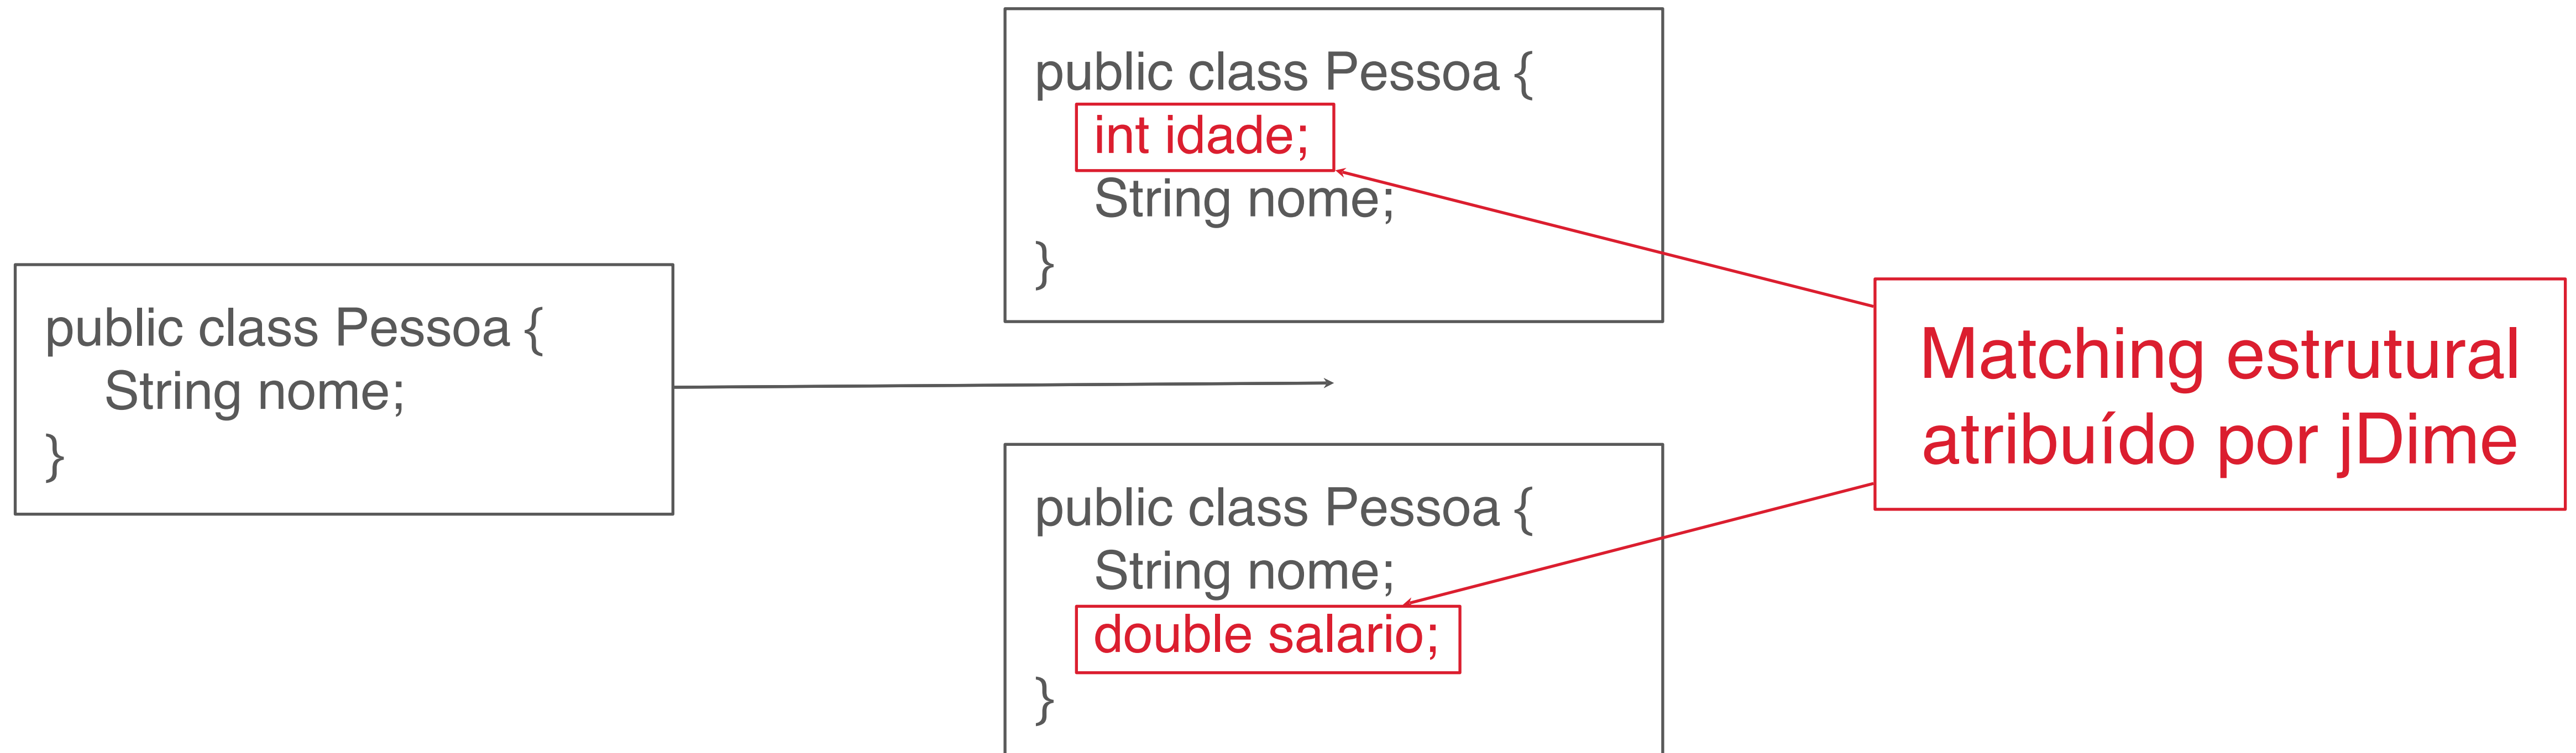 public class Pessoa {
String nome;
}
public class Pessoa {
int idade;
String nome;
}
public class Pessoa {
String nome;
double salario;
}
Matching estrutural
atribuído por jDime